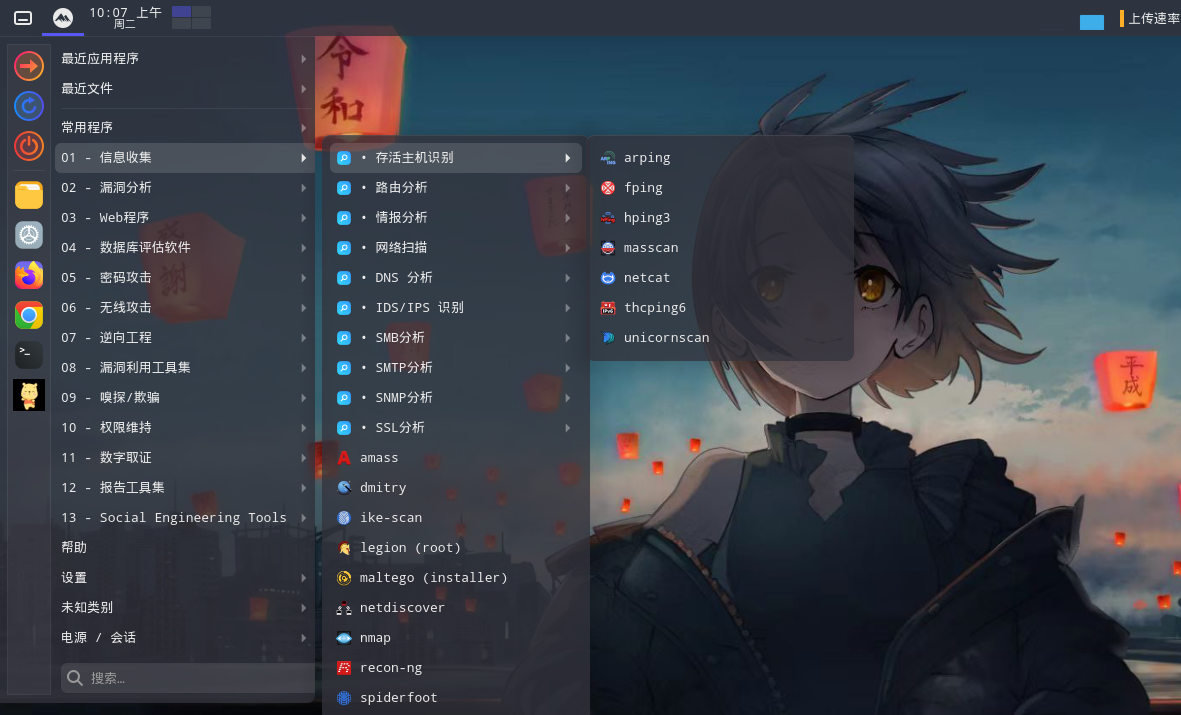 10:07 上午
周二
上传速率
最近应用程序
最近文件
常用程序
01 - 信息收集
02 - 漏洞分析
03 - Web程序
04 - 数据库评估软件
05 - 密码攻击
06 - 无线攻击
07 - 逆向工程
08 - 漏洞利用工具集
09 - 嗅探/欺骗
10 - 权限维持
11 - 数字取证
12 - 报告工具集
13 - Social Engineering Tools
帮助
设置
未知类别
电源 / 会话
搜索...
• 存活主机识别
• 路由分析
• 情报分析
• 网络扫描
• DNS 分析
• IDS/IPS 识别
• SMB分析
• SMTP分析
• SNMP分析
• SSL分析
amass
dmitry
ike-scan
legion (root)
maltego (installer)
netdiscover
nmap
recon-ng
spiderfoot
arping
fping
hping3
masscan
netcat
thcping6
unicornscan
令和
平成